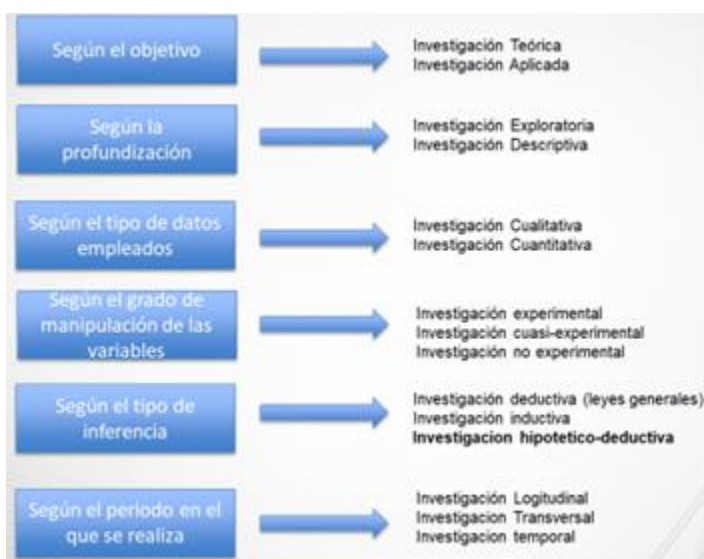 Según el objetivo
Investigación Teórica
Investigación Aplicada
Según la
profundización
Investigación Exploratoria
Investigación Descriptiva
Según el tipo de datos
empleados
Investigación Cualitativa
Investigación Cuantitativa
Según el grado de
manipulación de las
variables
Investigación experimental
Investigación cuasi-experimental
Investigación no experimental
Según el tipo de
inferencia
Investigación deductiva (leyes generales)
Investigación inductiva
Investigacion hipotetico-deductiva
Según el periodo en el
que se realiza
Investigación Logitudinal
Investigacion Transversal
Investigación temporal